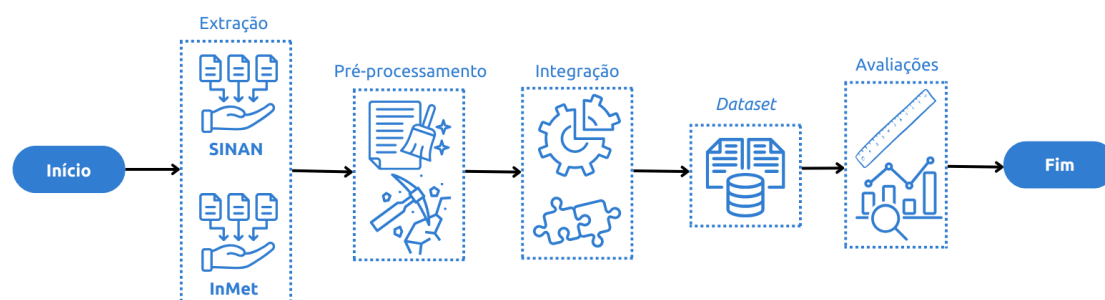 Extração
SINAN
InMet
Início
Pré-processamento
Integração
Dataset
Avaliações
Fim